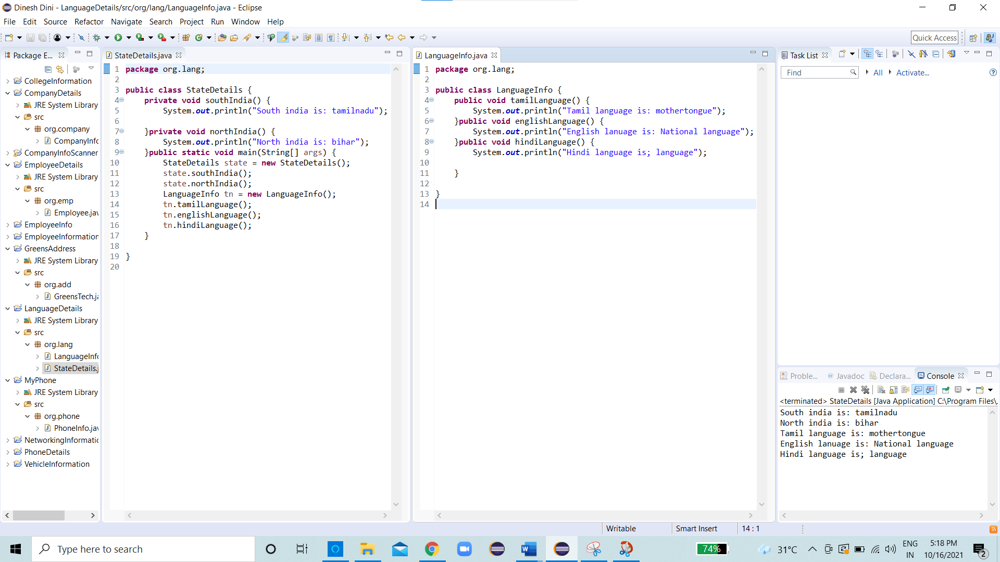 Dinesh Dini - LanguageDetails/src/org/lang/LanguageInfo.java - Eclipse
File Edit Source Refactor Navigate Search Project Run Window Help
Quick Access
Package E...
CollegeInformation
CompanyDetails
JRE System Library
src
org.company
CompanyInfo
CompanyInfoScanner
EmployeeDetails
JRE System Library
src
org.emp
Employee.jav
EmployeeInfo
EmployeeInformation
GreensAddress
JRE System Library
src
org.add
GreensTech.ja
LanguageDetails
JRE System Library
src
org.lang
LanguageInfo
StateDetails.j
MyPhone
JRE System Library
src
org.phone
PhoneInfo.jav
NetworkingInformatic
PhoneDetails
VehicleInformation
StateDetails.java
1 package org.lang;
2
3 public class StateDetails {
4 private void southIndia() {
5 System.out.println("South india is: tamilnadu");
6
7 }private void northIndia() {
8 System.out.println("North india is: bihar");
9 }public static void main(String[] args) {
10 StateDetails state = new StateDetails();
11 state.southIndia();
12 state.northIndia();
13 LanguageInfo tn = new LanguageInfo();
14 tn.tamilLanguage();
15 tn.englishLanguage();
16 tn.hindiLanguage();
17 }
18
19 }
20
LanguageInfo.java
1 package org.lang;
2
3 public class LanguageInfo {
4 public void tamilLanguage() {
5 System.out.println("Tamil language is: mothertongue");
6 }public void englishLanguage() {
7 System.out.println("English lanuage is: National language");
8 }public void hindiLanguage() {
9 System.out.println("Hindi language is; language");
10
11 }
12
13 }
14
Task List
Find All Activate...
Proble... Javadoc Declara... Console
<terminated> StateDetails [Java Application] C:\Program Files\.
South india is: tamilnadu
North india is: bihar
Tamil language is: mothertongue
English lanuage is: National language
Hindi language is; language
Writable Smart Insert 14 : 1
Type here to search
74%
31°C
ENG
IN
5:18 PM
10/16/2021
2